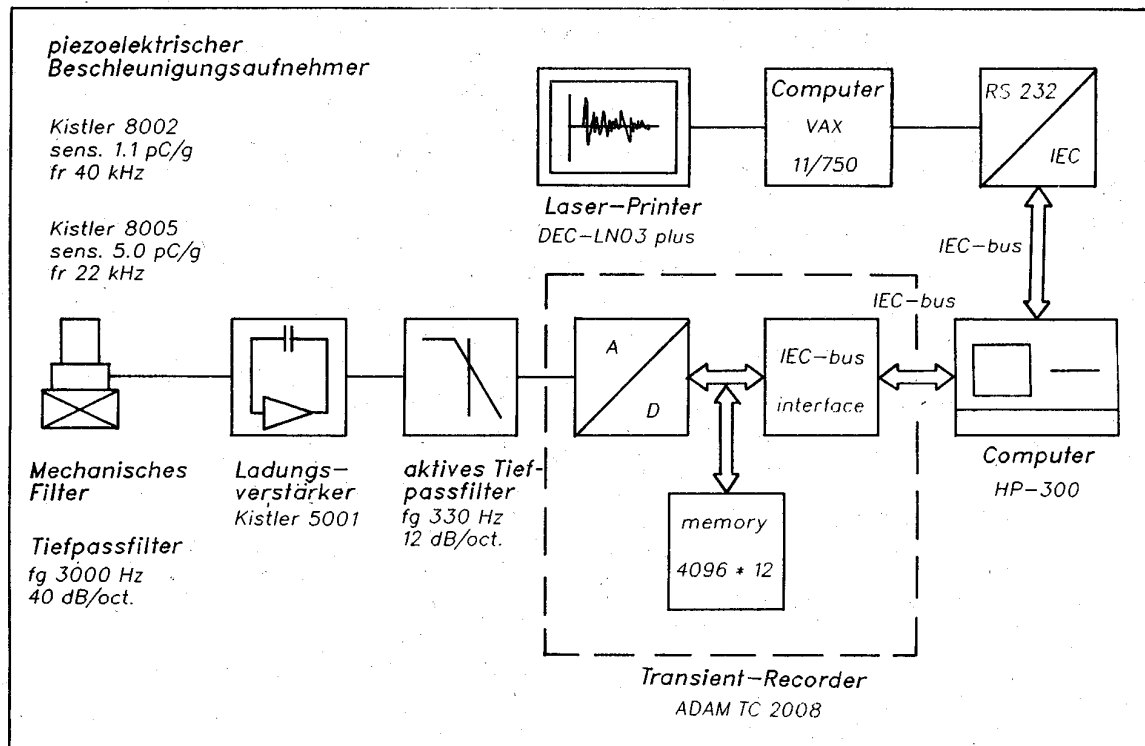 piezoelektrischer
Beschleunigungsaufnehmer
Kistler 8002
sens. 1.1 pC/g
fr 40 kHz
Kistler 8005
sens. 5.0 pC/g
fr 22 kHz
Laser-Printer
DEC-LN03 plus
Computer
VAX
11/750
RS 232
IEC
IEC-bus
IEC-bus
Mechanisches
Filter
Tiefpassfilter
fg 3000 Hz
40 dB/oct.
Ladungs-
verstärker
Kistler 5001
aktives Tief-
passfilter
fg 330 Hz
12 dB/oct.
A
D
IEC-bus
interface
memory
4096 * 12
Computer
HP-300
Transient-Recorder
ADAM TC 2008